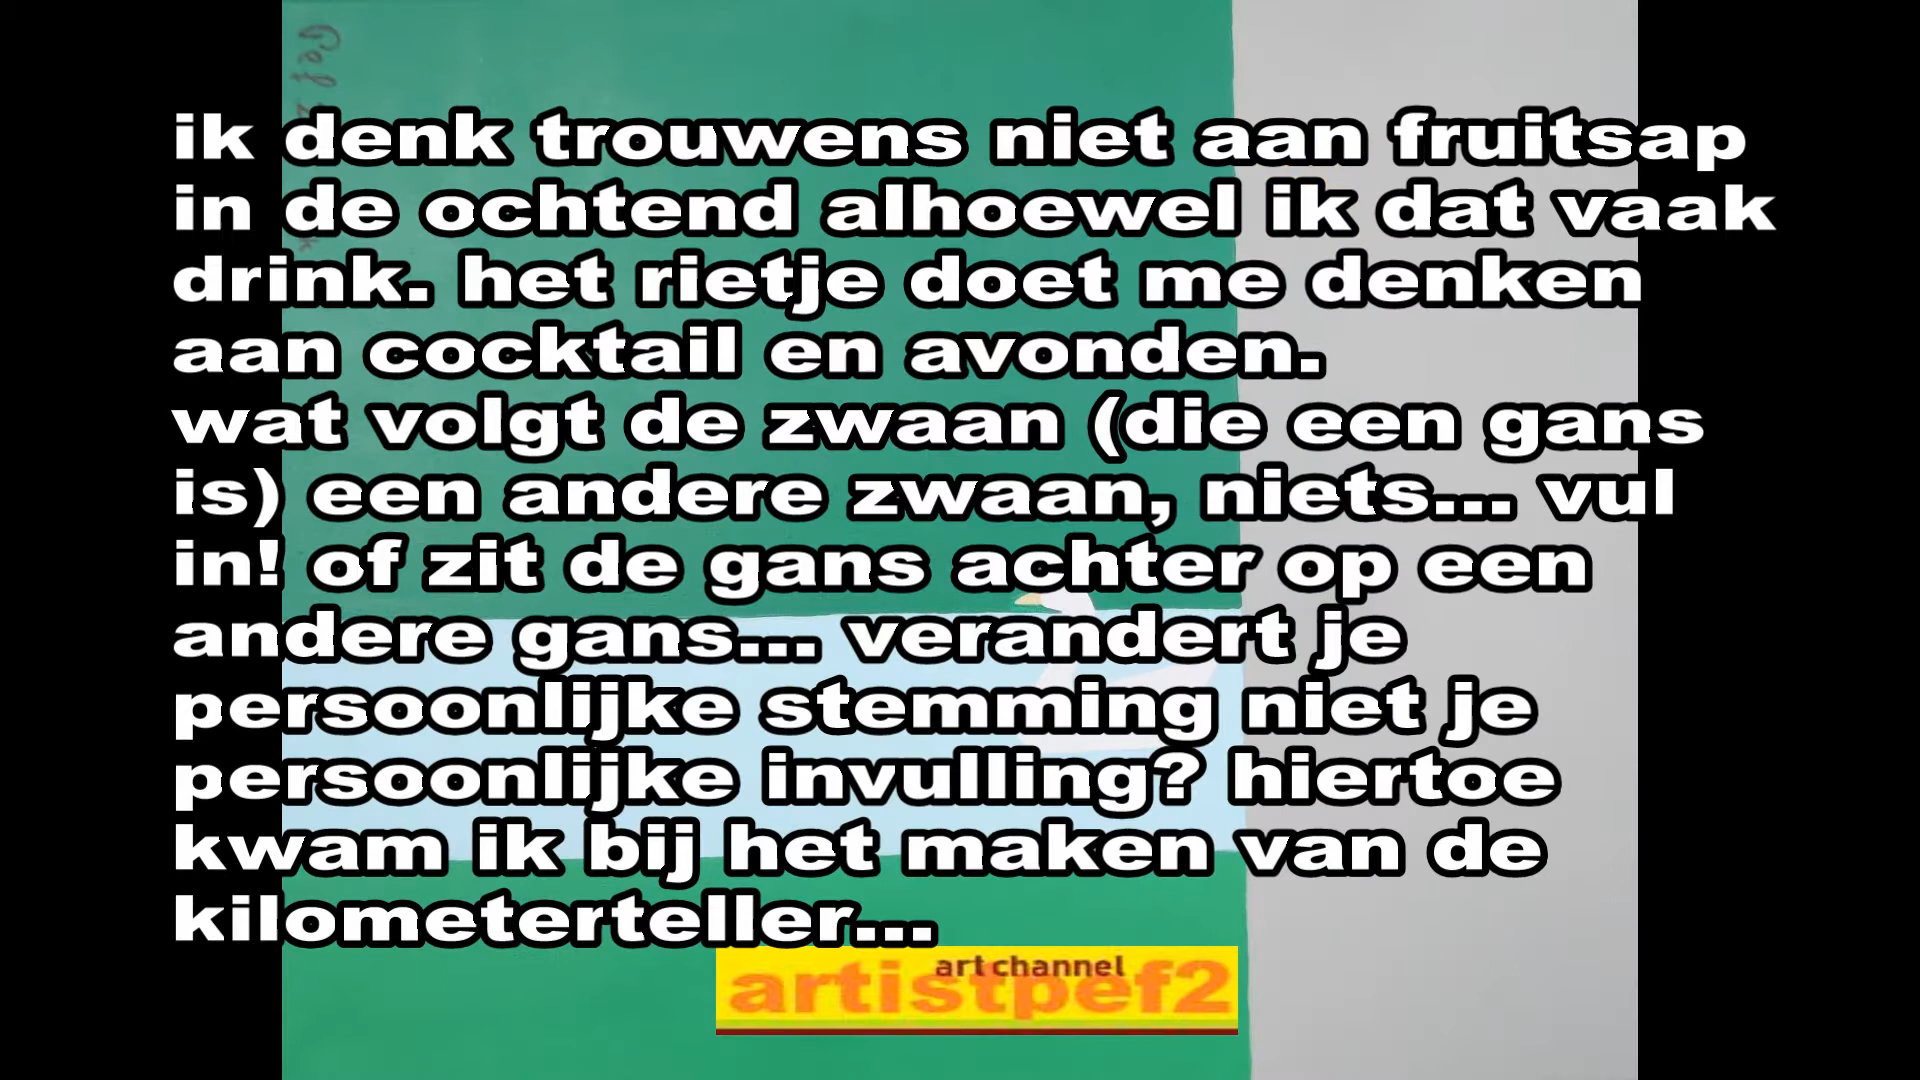 ik denk trouwens niet aan fruitsap
in de ochtend alhoewel ik dat vaak
drink. het rietje doet me denken
aan cocktail en avonden.
wat volgt de zwaan (die een gans
is) een andere zwaan, niets... vul
in! of zit de gans achter op een
andere gans... verandert je
persoonlijke stemming niet je
persoonlijke invulling? hiertoe
kwam ik bij het maken van de
kilometerteller...
art channel
artistpef2